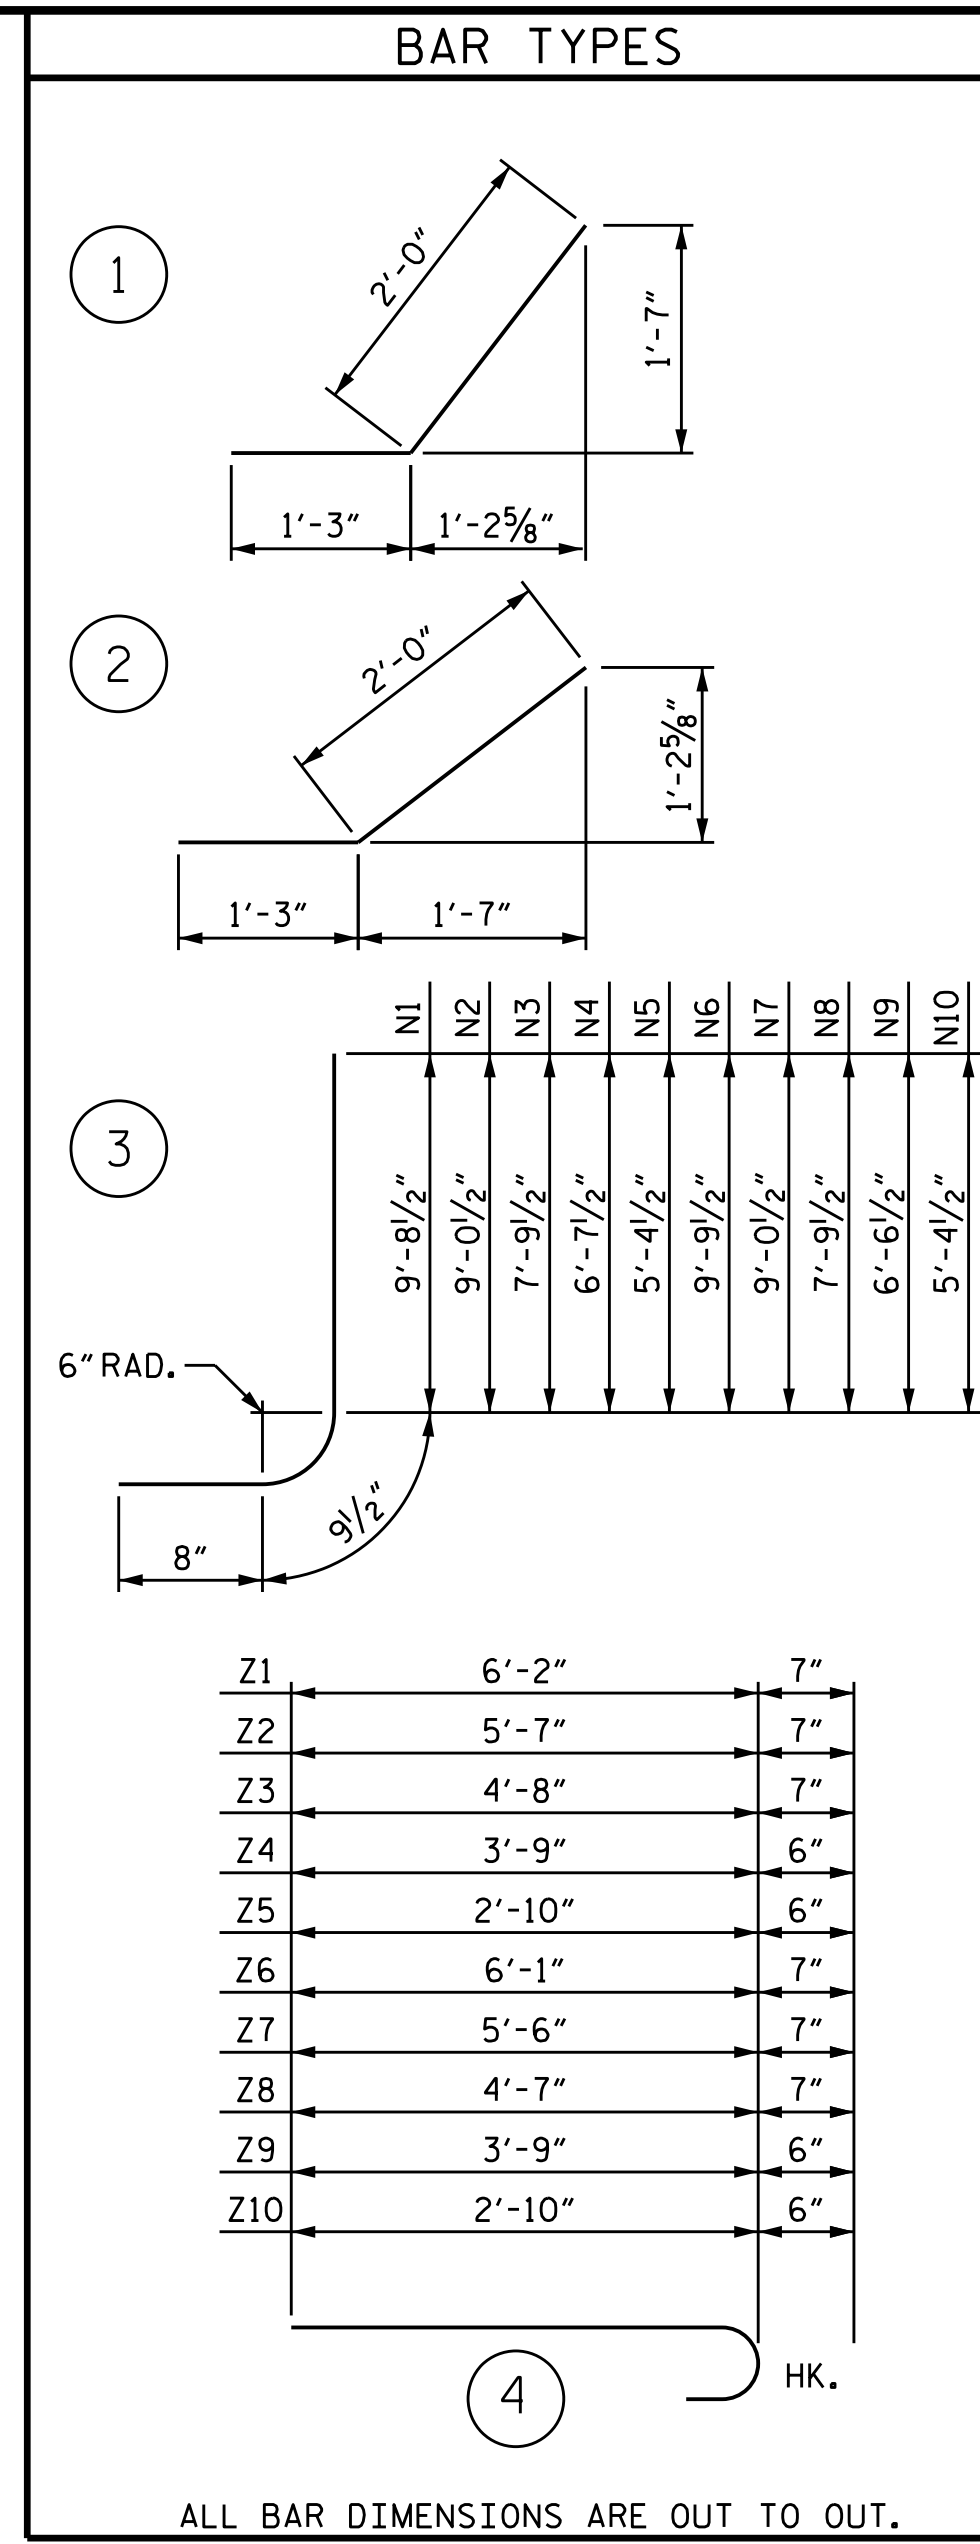 BAR TYPES
1
2'-0"
1'-7"
1'-3" 1'-2⅝"
2
2'-0"
1'-2⅝"
1'-3" 1'-7"
N1 N2 N3 N4 N5 N6 N7 N8 N9 N10
3
9'-8½" 9'-0½" 7'-9½" 6'-7½" 5'-4½" 9'-9½" 9'-0½" 7'-9½" 6'-6½" 5'-4½"
6" RAD.
9½"
8"
Z1 6'-2" 7"
Z2 5'-7" 7"
Z3 4'-8" 7"
Z4 3'-9" 6"
Z5 2'-10" 6"
Z6 6'-1" 7"
Z7 5'-6" 7"
Z8 4'-7" 7"
Z9 3'-9" 6"
Z10 2'-10" 6"
HK.
4
ALL BAR DIMENSIONS ARE OUT TO OUT.